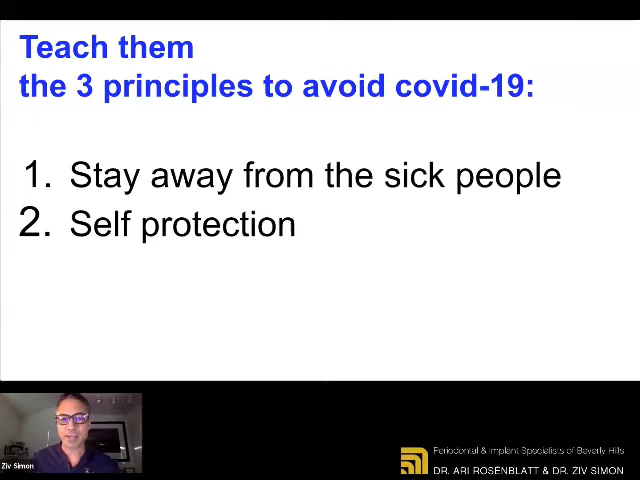 Teach them
the 3 principles to avoid covid-19:
1. Stay away from the sick people
2. Self protection
Ziv Simon
Periodontal & Implant Specialists of Beverly Hills
DR. ARI ROSENBLATT & DR. ZIV SIMON